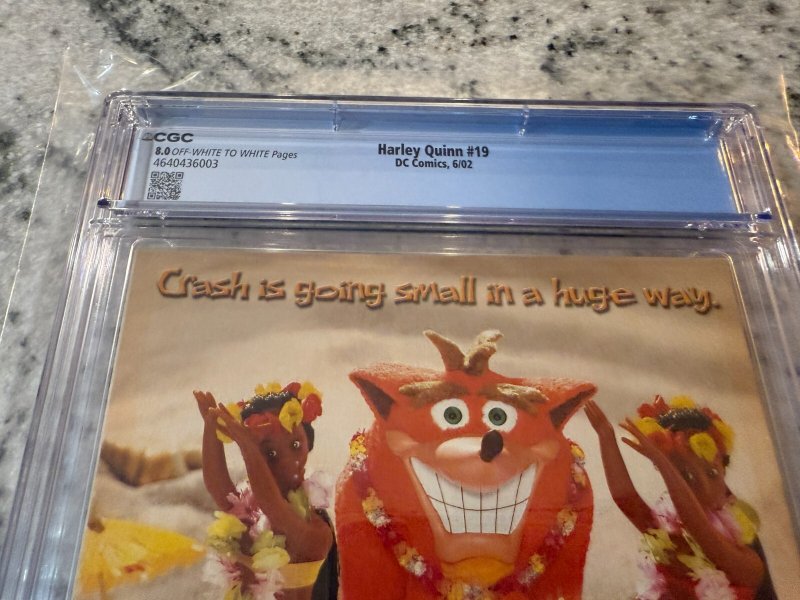 CGC
8.0 OFF-WHITE TO WHITE Pages
4640436003
Harley Quinn #19
DC Comics, 6/02
Crash is going small in a huge way.